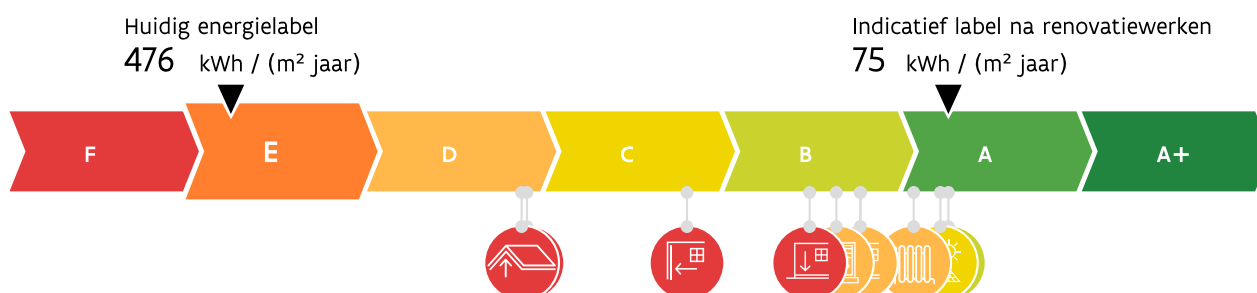 Huidig energielabel
476 kWh / (m² jaar)
Indicatief label na renovatiewerken
75 kWh / (m² jaar)
F E D C B A A+